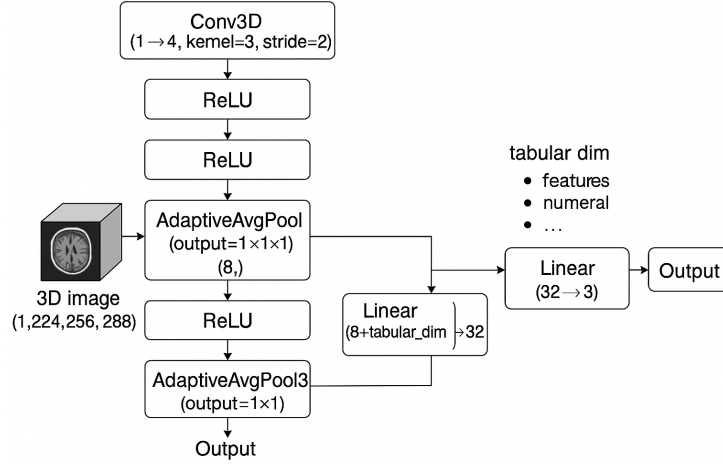 Conv3D
(1→4, kemel=3, stride=2)
ReLU
ReLU
tabular dim
• features
• numeral
• ...
AdaptiveAvgPool
(output=1×1×1)
(8,)
3D image
(1,224,256, 288)
ReLU
Linear
(8+tabular_dim }→32
Linear
(32→3)
Output
AdaptiveAvgPool3
(output=1×1)
Output